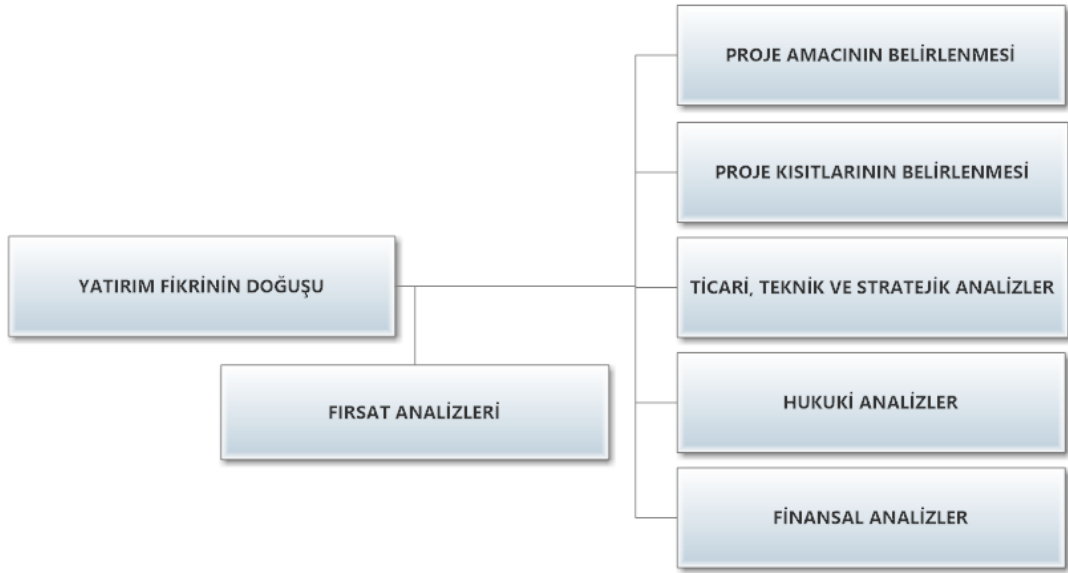 PROJE AMACININ BELİRLENMESİ
PROJE KISITLARININ BELİRLENMESİ
YATIRIM FİKRİNİN DOĞUŞU
TİCARİ, TEKNİK VE STRATEJİK ANALİZLER
FIRSAT ANALİZLERİ
HUKUKİ ANALİZLER
FİNANSAL ANALİZLER